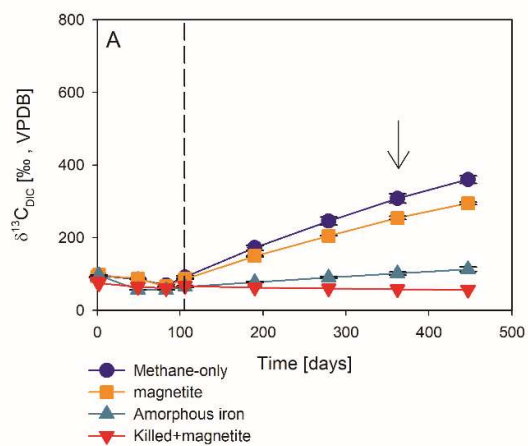 A
800
600
400
200
0
δ¹³C_DIC [‰ , VPDB]
0 100 200 300 400 500
Time [days]
Methane-only
magnetite
Amorphous iron
Killed+magnetite